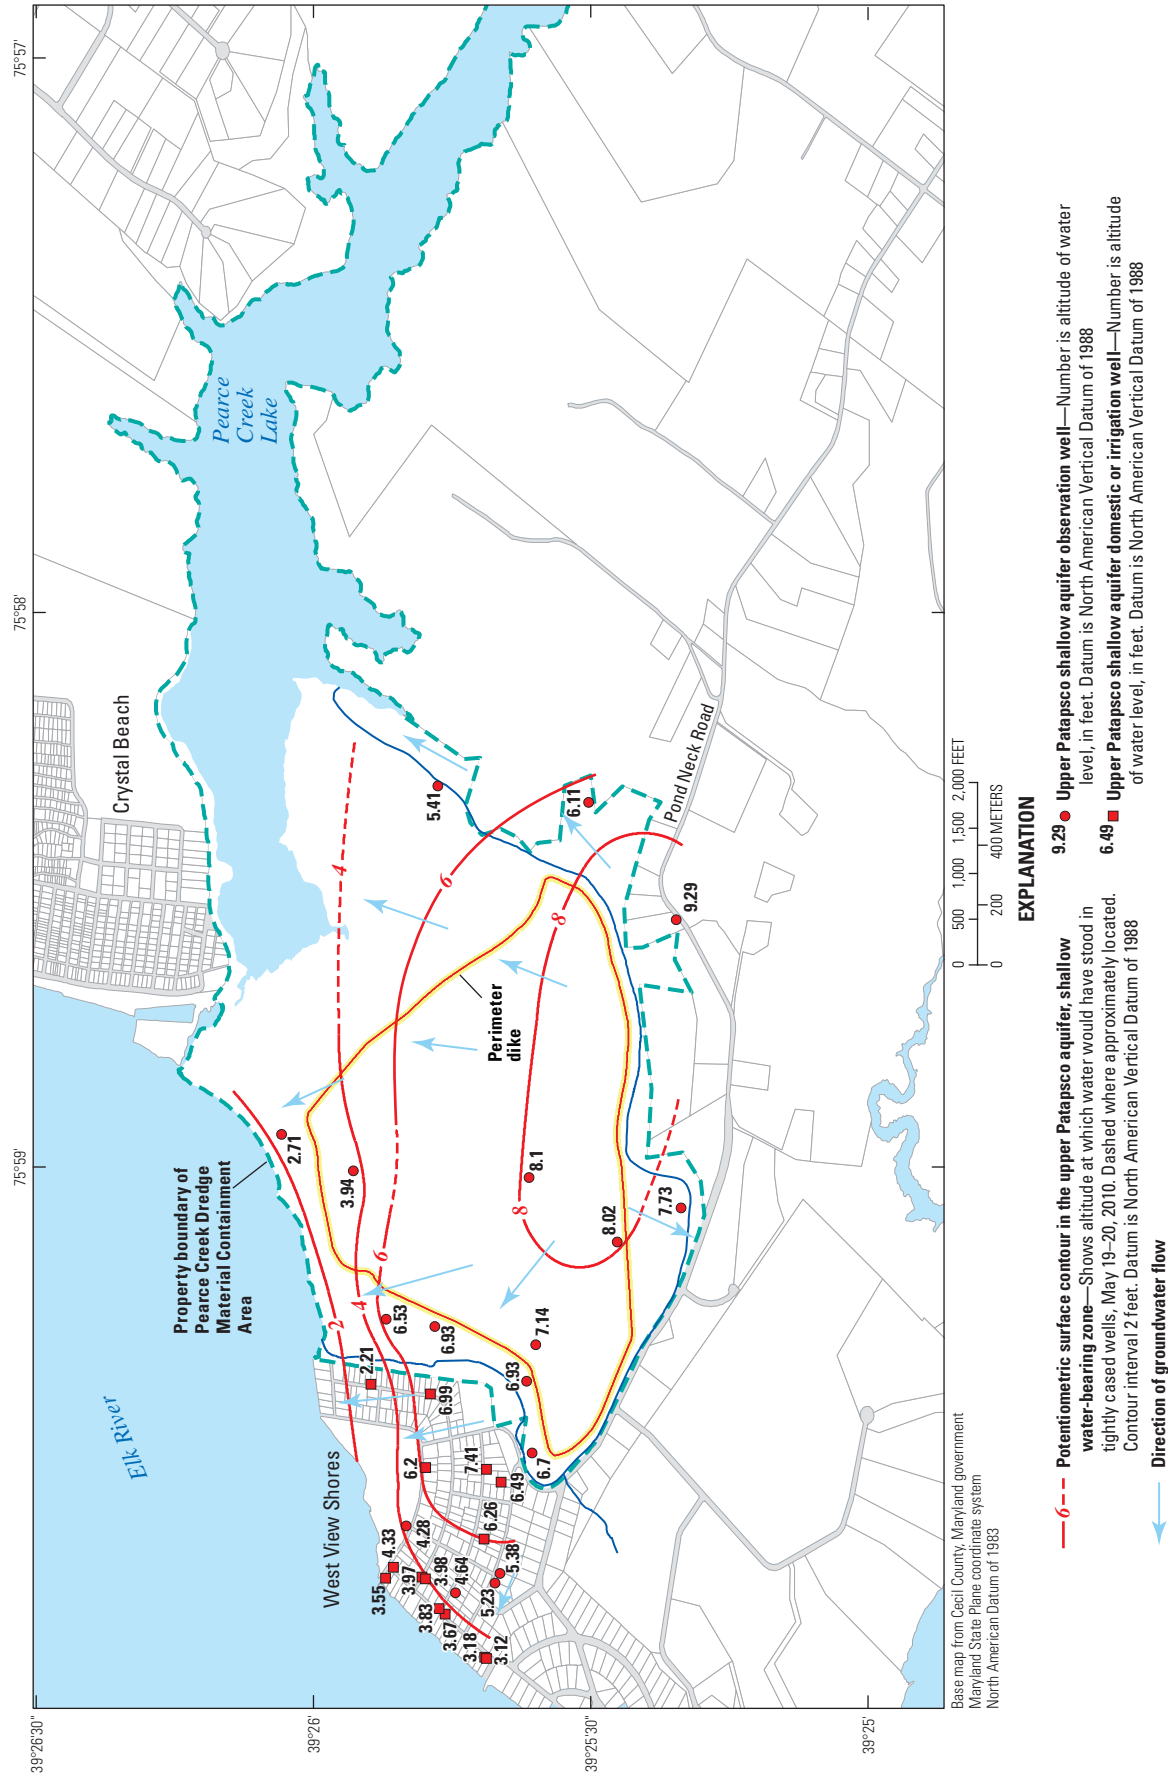 75°59'
75°58'
75°57'
39°26'30"
39°26'
39°25'30"
39°25'
Elk River
Property boundary of
Pearce Creek Dredge
Material Containment
Area
Crystal Beach
Pearce
Creek
Lake
West View Shores
Perimeter
dike
Pond Neck Road
2
4
4
6
6
8
8
2.71
3.94
6.53
6.93
7.14
6.93
6.7
8.1
8.02
7.73
9.29
6.11
5.41
2.21
6.99
6.2
7.41
6.49
6.26
4.28
4.33
3.55
3.97
3.98
4.64
3.83
3.67
5.38
5.23
3.18
3.12
Base map from Cecil County, Maryland government
Maryland State Plane coordinate system
North American Datum of 1983
0 500 1,000 1,500 2,000 FEET
0 200 400 METERS
EXPLANATION
6 Potentiometric surface contour in the upper Patapsco aquifer, shallow
water-bearing zone—Shows altitude at which water would have stood in
tightly cased wells, May 19–20, 2010. Dashed where approximately located.
Contour interval 2 feet. Datum is North American Vertical Datum of 1988
Direction of groundwater flow
9.29 Upper Patapsco shallow aquifer observation well—Number is altitude of water
level, in feet. Datum is North American Vertical Datum of 1988
6.49 Upper Patapsco shallow aquifer domestic or irrigation well—Number is altitude
of water level, in feet. Datum is North American Vertical Datum of 1988